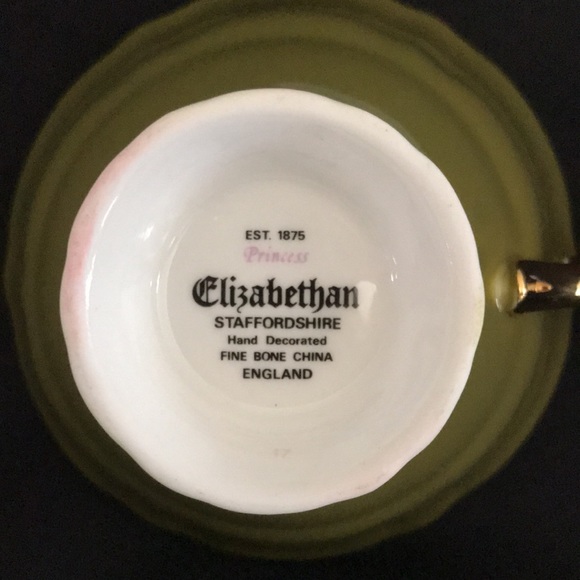 EST. 1875
Princess
Elizabethan
STAFFORDSHIRE
Hand Decorated
FINE BONE CHINA
ENGLAND